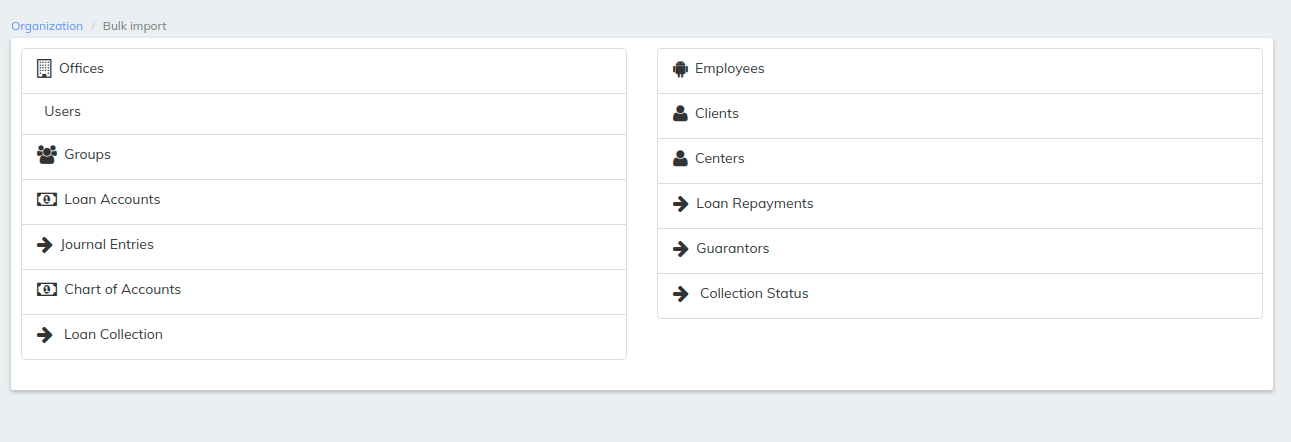 Organization / Bulk import
Offices
Users
Groups
Loan Accounts
Journal Entries
Chart of Accounts
Loan Collection
Employees
Clients
Centers
Loan Repayments
Guarantors
Collection Status